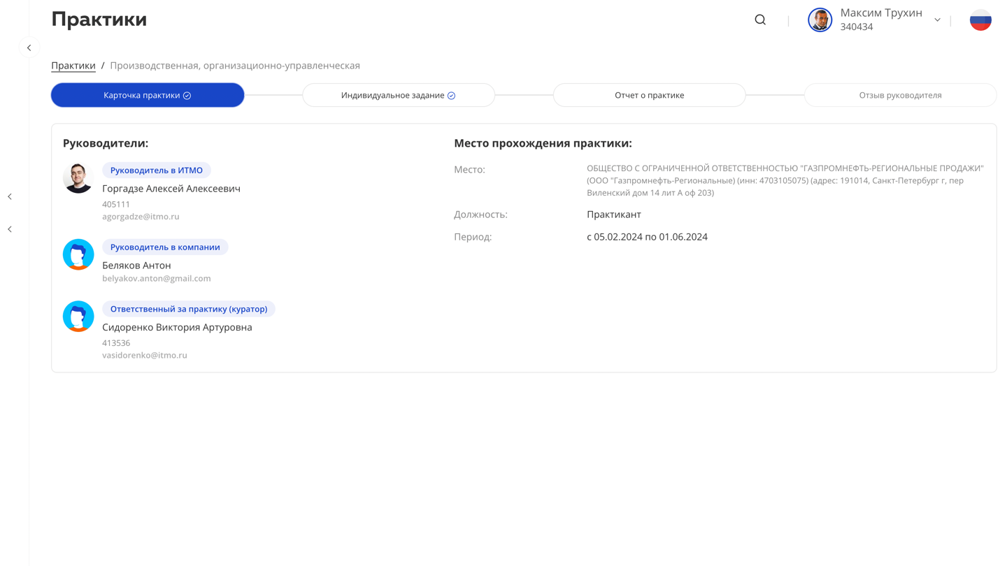 Практики
Максим Трухин
340434
Практики / Производственная, организационно-управленческая
Карточка практики
Индивидуальное задание
Отчет о практике
Отзыв руководителя
Руководители:
Руководитель в ИТМО
Горгадзе Алексей Алексеевич
405111
agorgadze@itmo.ru
Руководитель в компании
Беляков Антон
belyakov.anton@gmail.com
Ответственный за практику (куратор)
Сидоренко Виктория Артуровна
413536
vasidorenko@itmo.ru
Место прохождения практики:
Место:
ОБЩЕСТВО С ОГРАНИЧЕННОЙ ОТВЕТСТВЕННОСТЬЮ "ГАЗПРОМНЕФТЬ-РЕГИОНАЛЬНЫЕ ПРОДАЖИ"
(ООО "Газпромнефть-Региональные) (инн: 4703105075) (адрес: 191014, Санкт-Петербург г, пер
Виленский дом 14 лит А оф 203)
Должность:
Практикант
Период:
с 05.02.2024 по 01.06.2024